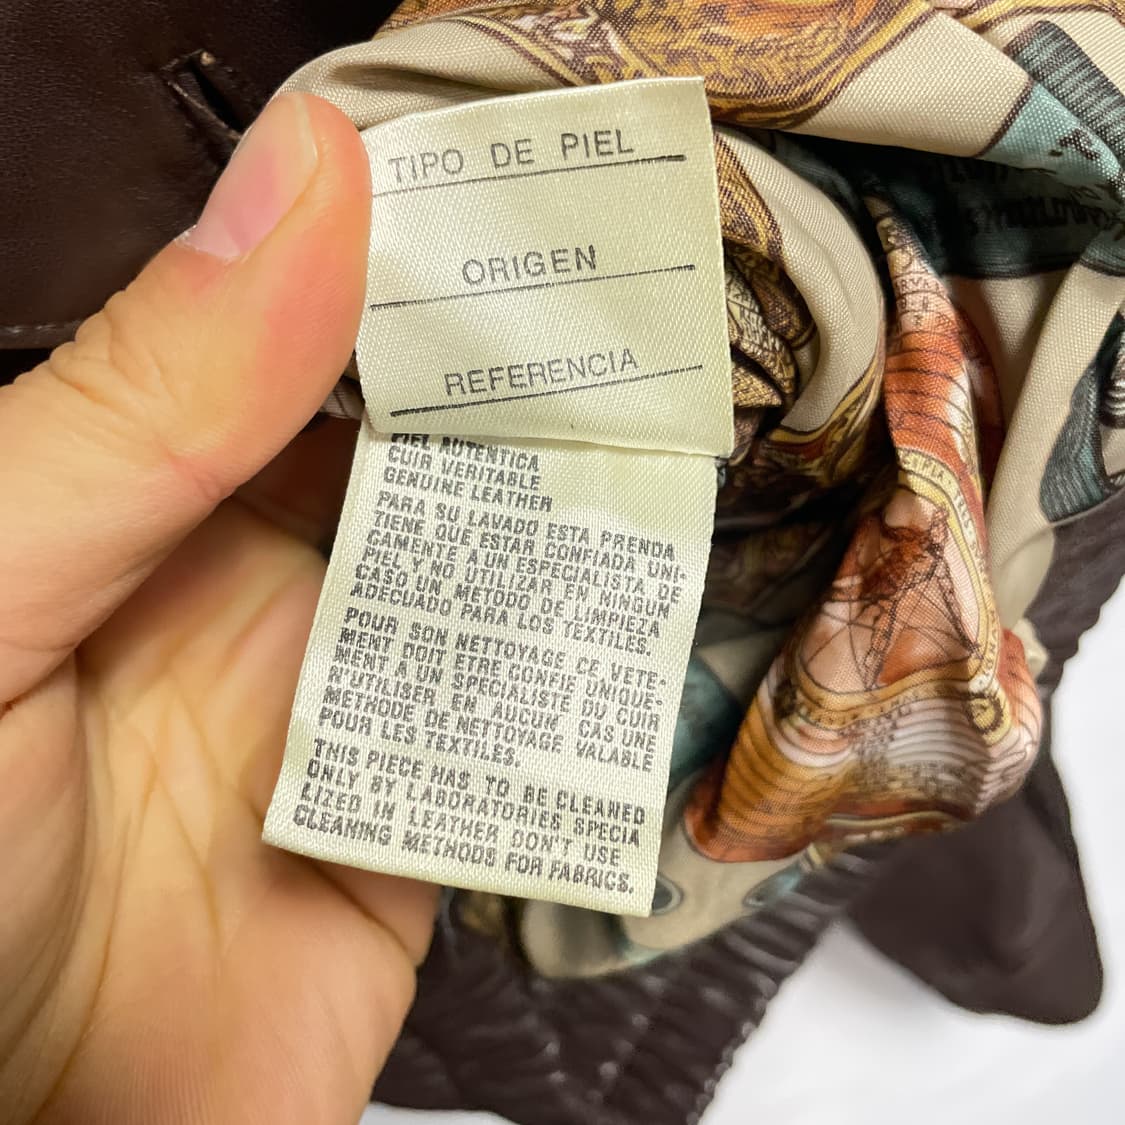 TIPO DE PIEL
ORIGEN
REFERENCIA
PIEL AUTENTICA
CUIR VERITABLE
GENUINE LEATHER
PARA SU LAVADO ESTA PRENDA
TIENE QUE ESTAR CONFIADA UNI-
CAMENTE A UN ESPECIALISTA DE
PIEL Y NO UTILIZAR EN NINGUN
CASO UN METODO DE LIMPIEZA
ADECUADO PARA LOS TEXTILES.
POUR SON NETTOYAGE CE VETE-
MENT DOIT ETRE CONFIE UNIQUE-
MENT A UN SPECIALISTE DU CUIR
N'UTILISER EN AUCUN CAS UNE
METHODE DE NETTOYAGE VALABLE
POUR LES TEXTILES.
THIS PIECE HAS TO BE CLEANED
ONLY BY LABORATORIES SPECIA
LIZED IN LEATHER DON'T USE
CLEANING METHODS FOR FABRICS.